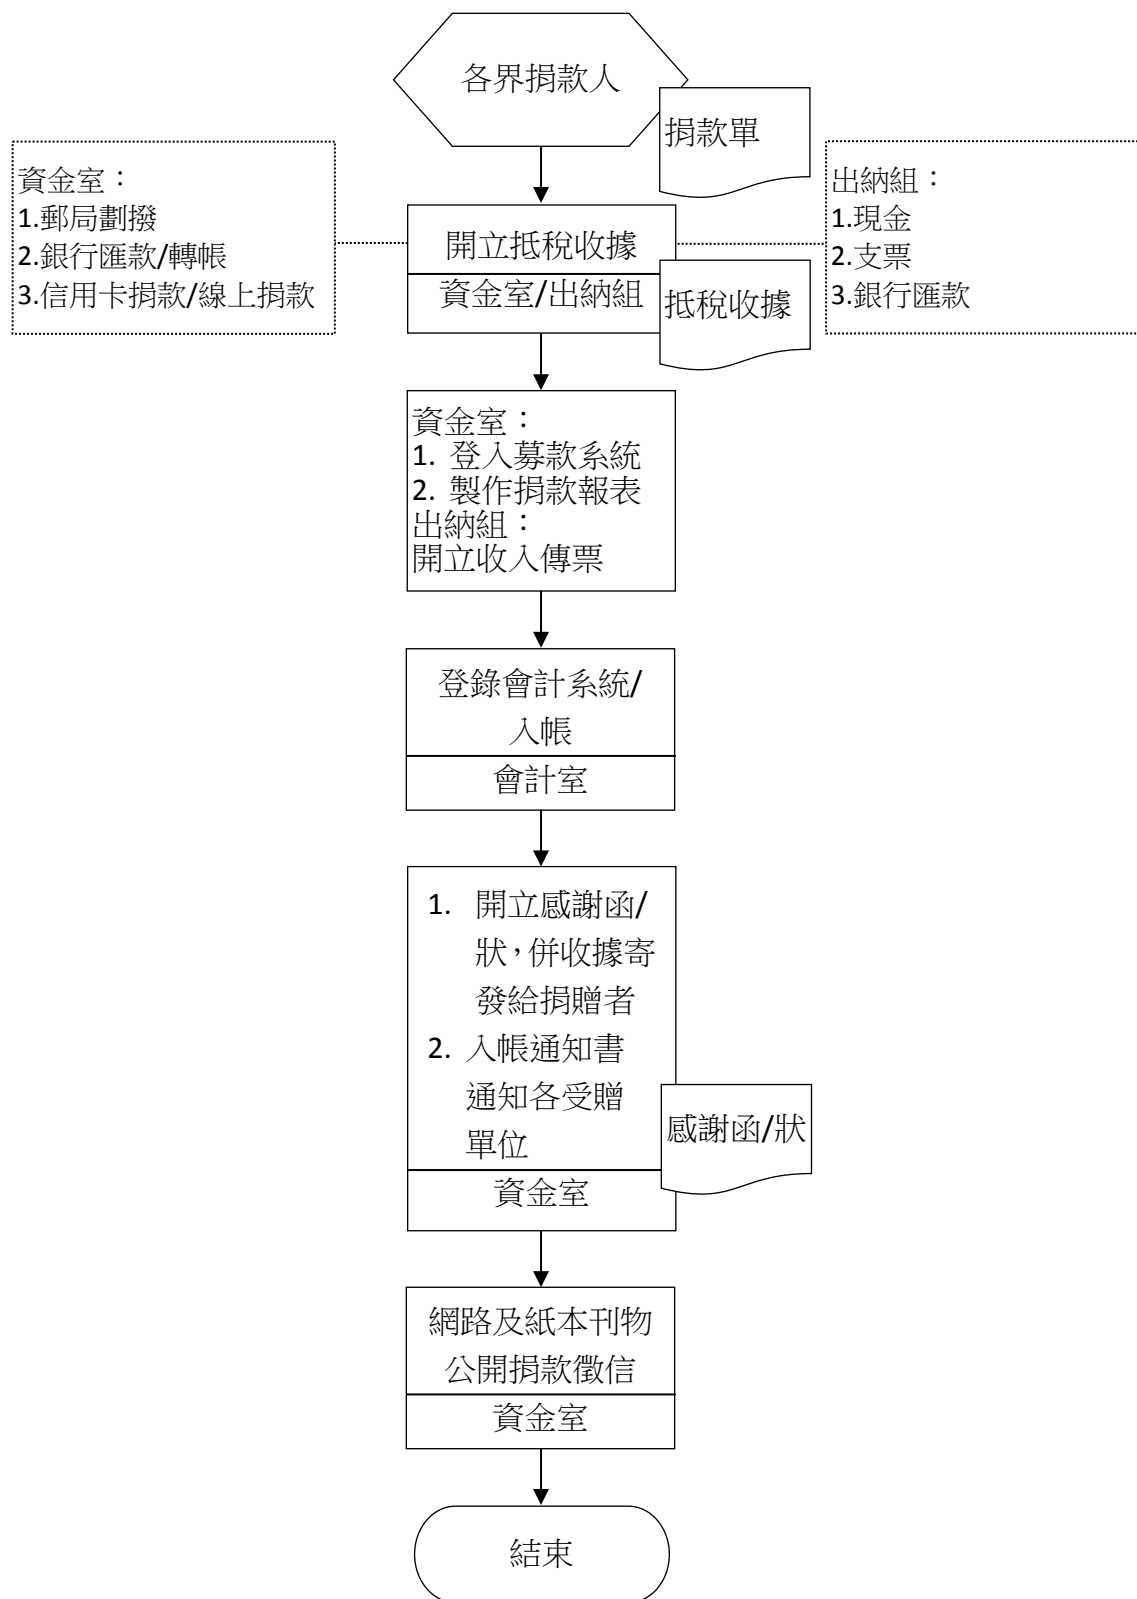 各界捐款人
捐款單
資金室：
1.郵局劃撥
2.銀行匯款/轉帳
3.信用卡捐款/線上捐款
開立抵稅收據
資金室/出納組
抵稅收據
出納組：
1.現金
2.支票
3.銀行匯款
資金室：
1. 登入募款系統
2. 製作捐款報表
出納組：
開立收入傳票
登錄會計系統/
入帳
會計室
1. 開立感謝函/
狀，併收據寄
發給捐贈者
2. 入帳通知書
通知各受贈
單位
資金室
感謝函/狀
網路及紙本刊物
公開捐款徵信
資金室
結束